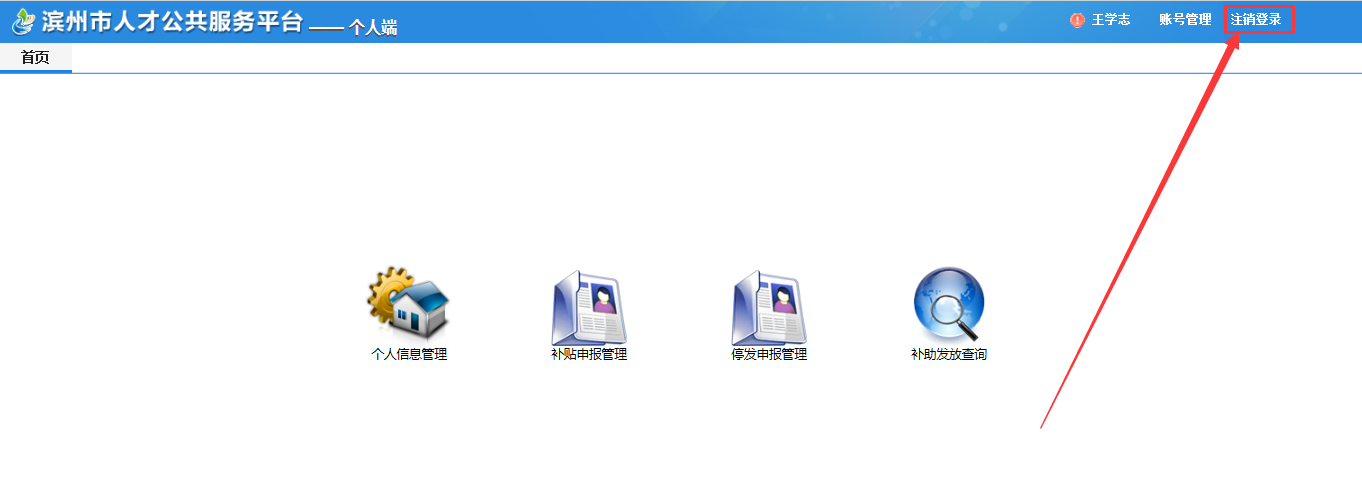 滨州市人才公共服务平台 —— 个人端
王学志 账号管理 注销登录
首页
个人信息管理 补贴申报管理 停发申报管理 补助发放查询